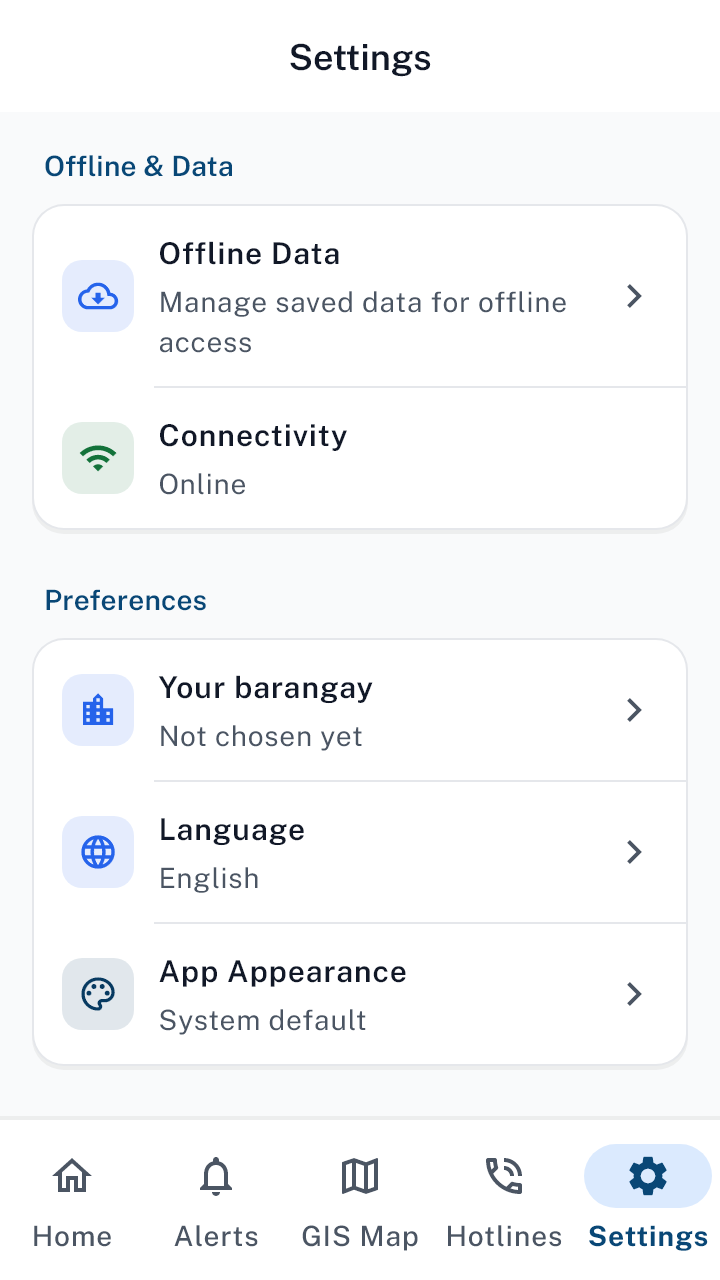 Settings
Offline & Data
Offline Data
Manage saved data for offline
access
Connectivity
Online
Preferences
Your barangay
Not chosen yet
Language
English
App Appearance
System default
Home
Alerts
GIS Map
Hotlines
Settings